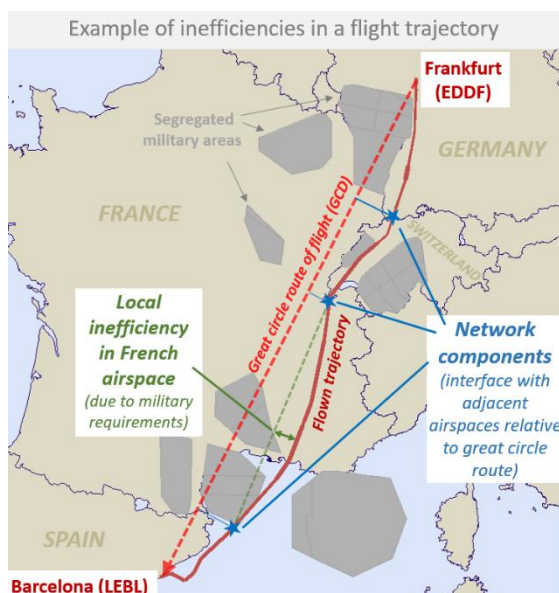 Example of inefficiencies in a flight trajectory
Frankfurt
(EDDF)
Segregated
military areas
GERMANY
FRANCE
Great circle route of flight (GCD)
SWITZERLAND
Local
inefficiency
in French
airspace
(due to military
requirements)
Flown trajectory
Network
components
(interface with
adjacent
airspaces relative
to great circle
route)
SPAIN
Barcelona (LEBL)